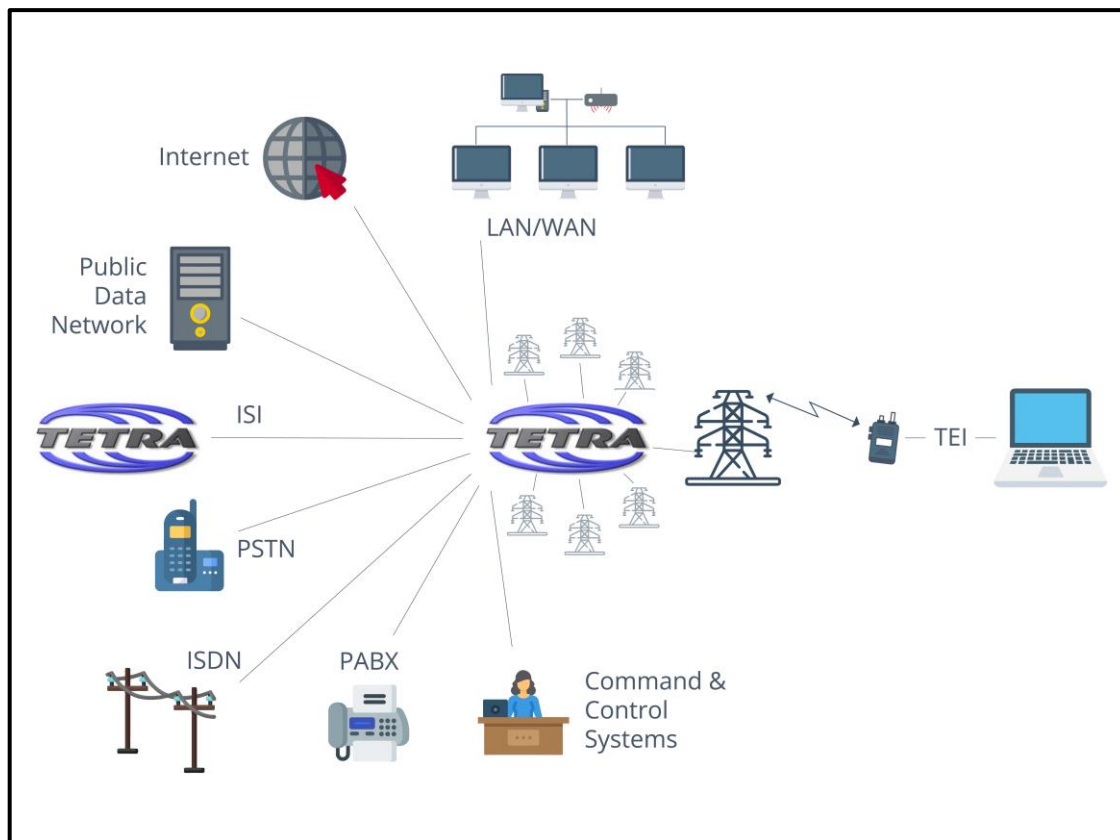 LAN/WAN
Internet
Public
Data
Network
TETRA
ISI
TETRA
TEI
PSTN
ISDN
PABX
Command &
Control
Systems